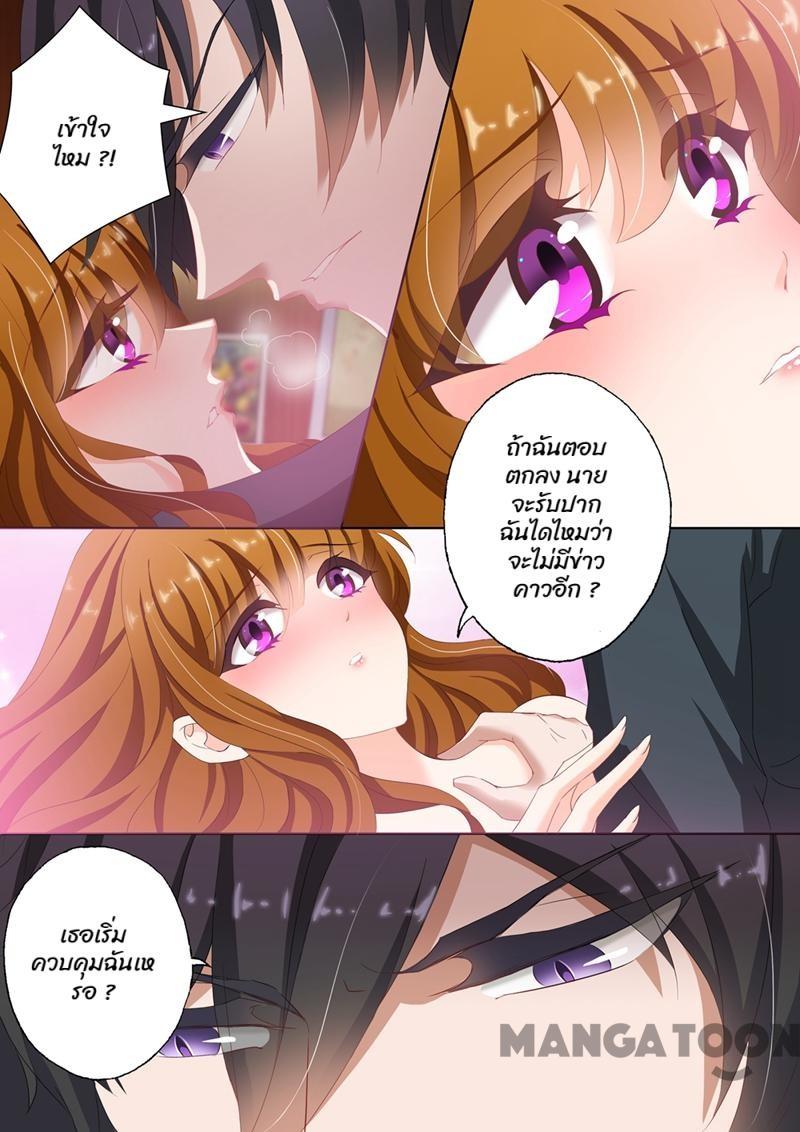 เข้าใจ
ไหม ?!
ถ้าฉันตอบ
ตกลง นาย
จะรับปาก
ฉันได้ไหมว่า
จะไม่มีข่าว
คาวอีก ?
เธอเริ่ม
ควบคุมฉันเห
รอ ?
MANGATOON